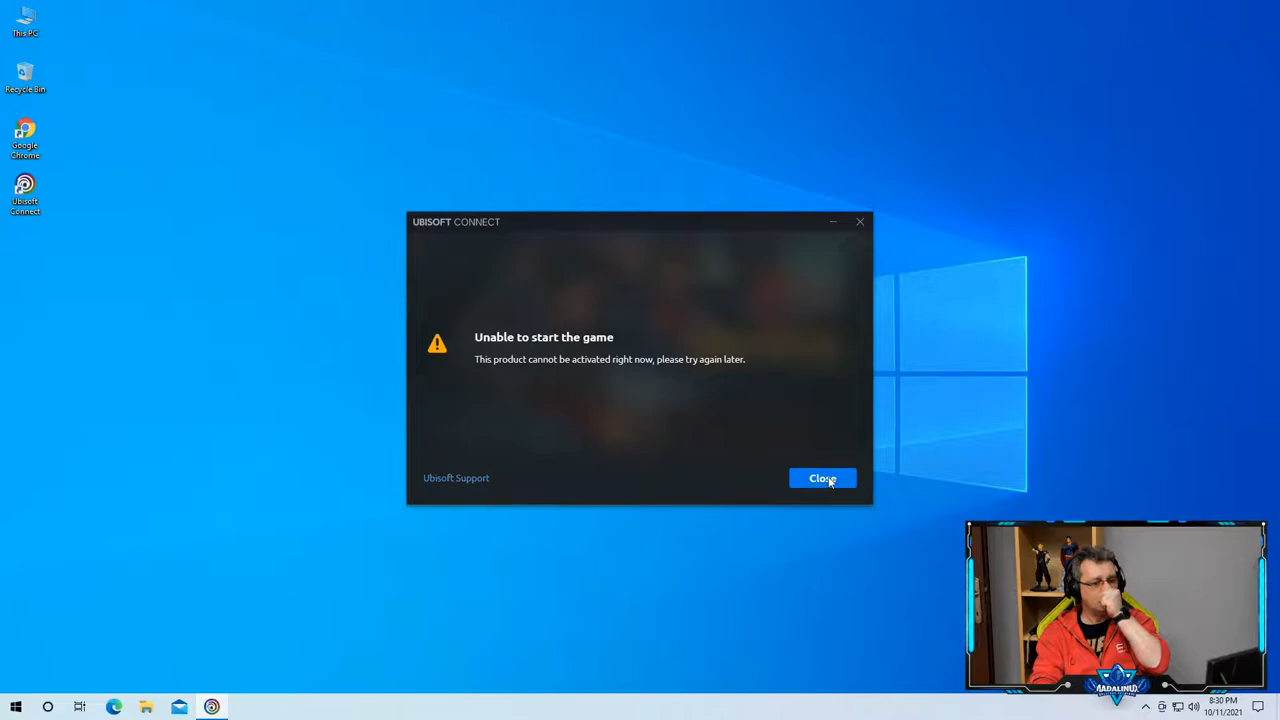 This PC
Recycle Bin
Google
Chrome
Ubisoft
Connect
UBISOFT CONNECT
Unable to start the game
This product cannot be activated right now, please try again later.
Ubisoft Support
Close
8:30 PM
10/11/2021